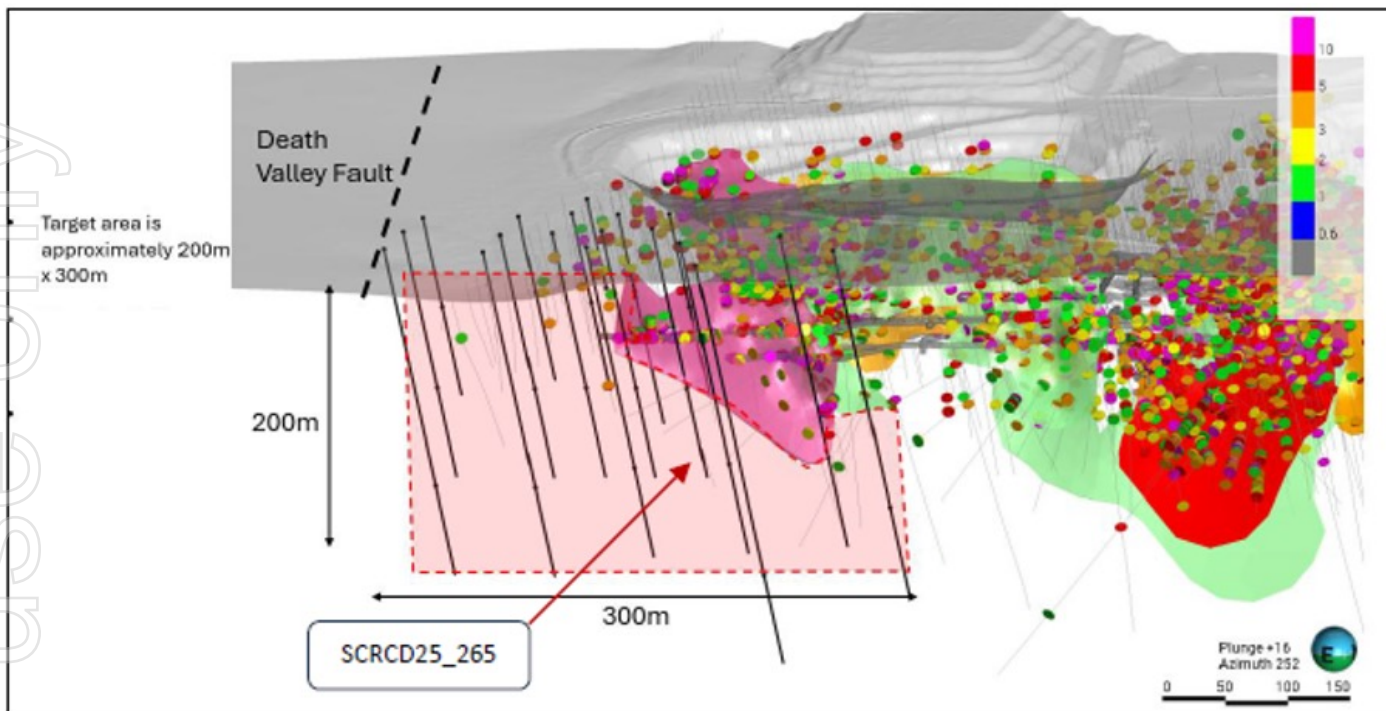 Death
Valley Fault
Target area is
approximately 200m
x 300m
200m
300m
SCRCD25_265
10
5
3
2
1
0.6
Plunge +16
Azimuth 252
E
0 50 100 150